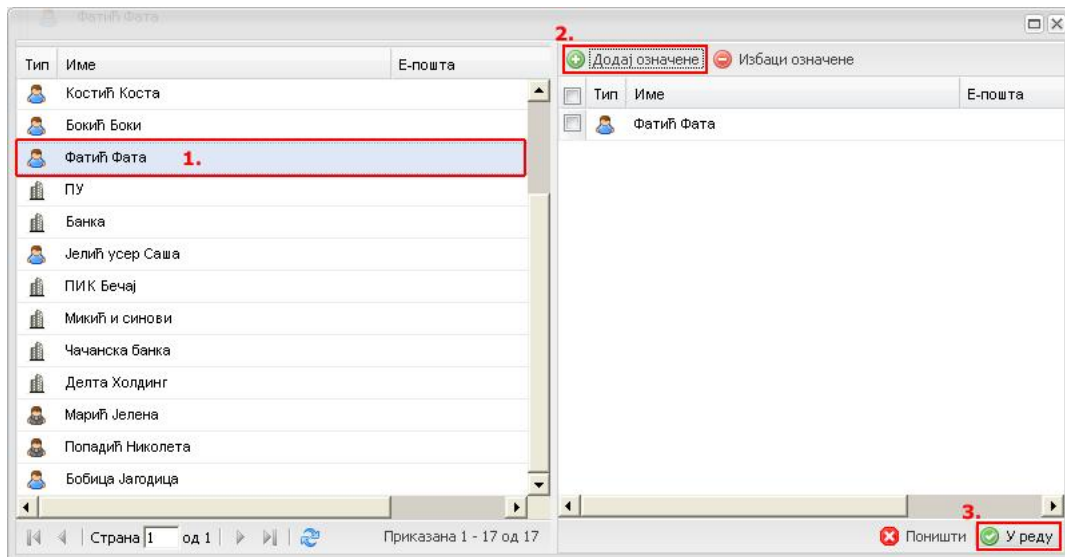 Фатић Фата
Тип Име Е-пошта
Костић Коста
Бокић Боки
Фатић Фата 1.
ПУ
Банка
Јелић усер Саша
ПИК Бечај
Микић и синови
Чачанска банка
Делта Холдинг
Марић Јелена
Попадић Николета
Бобица Јагодица
Страна 1 од 1 Приказана 1 - 17 од 17
2.
Додај означене Избаци означене
Тип Име Е-пошта
Фатић Фата
3.
Поништи У реду